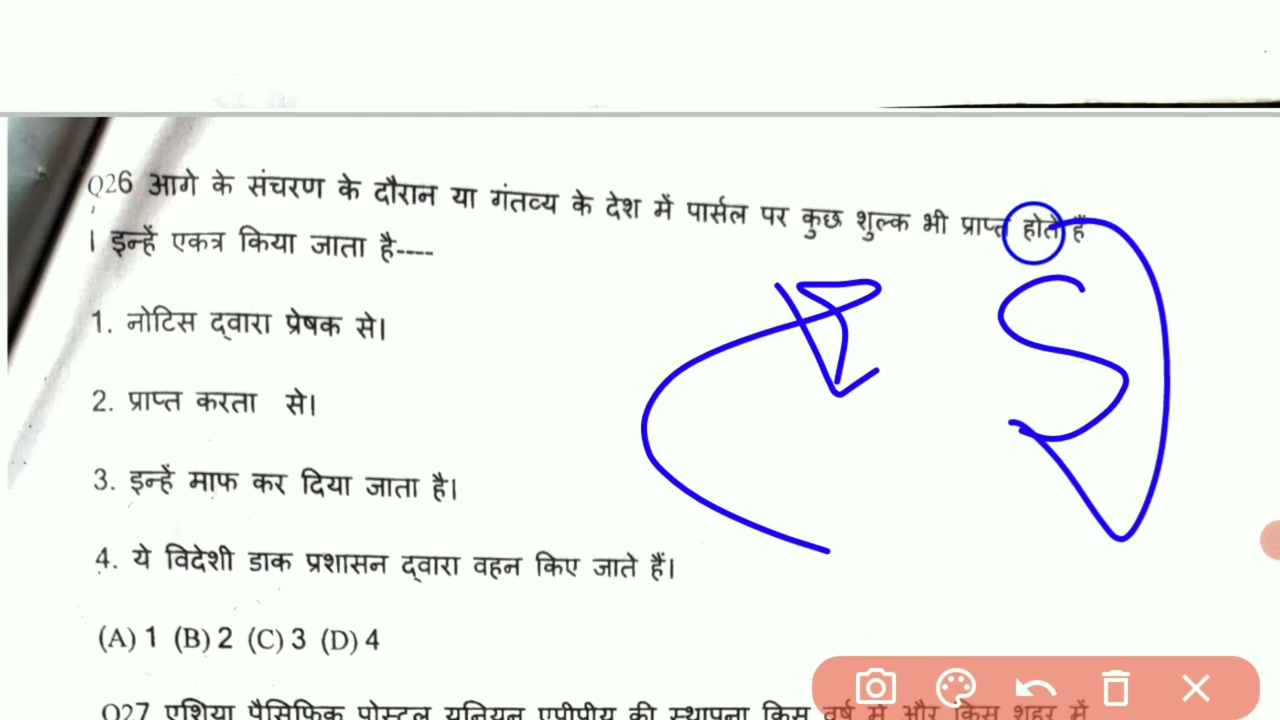 Q26 आगे के संचरण के दौरान या गंतव्य के देश में पार्सल पर कुछ शुल्क भी प्राप्त होते हैं
। इन्हें एकत्र किया जाता है----
1. नोटिस द्वारा प्रेषक से।
2. प्राप्त करता से।
3. इन्हें माफ कर दिया जाता है।
4. ये विदेशी डाक प्रशासन द्वारा वहन किए जाते हैं।
(A) 1 (B) 2 (C) 3 (D) 4
Q27 एशिया पैसिफिक पोस्टल यूनियन एपीपीयू की स्थापना किस वर्ष में और किस शहर में